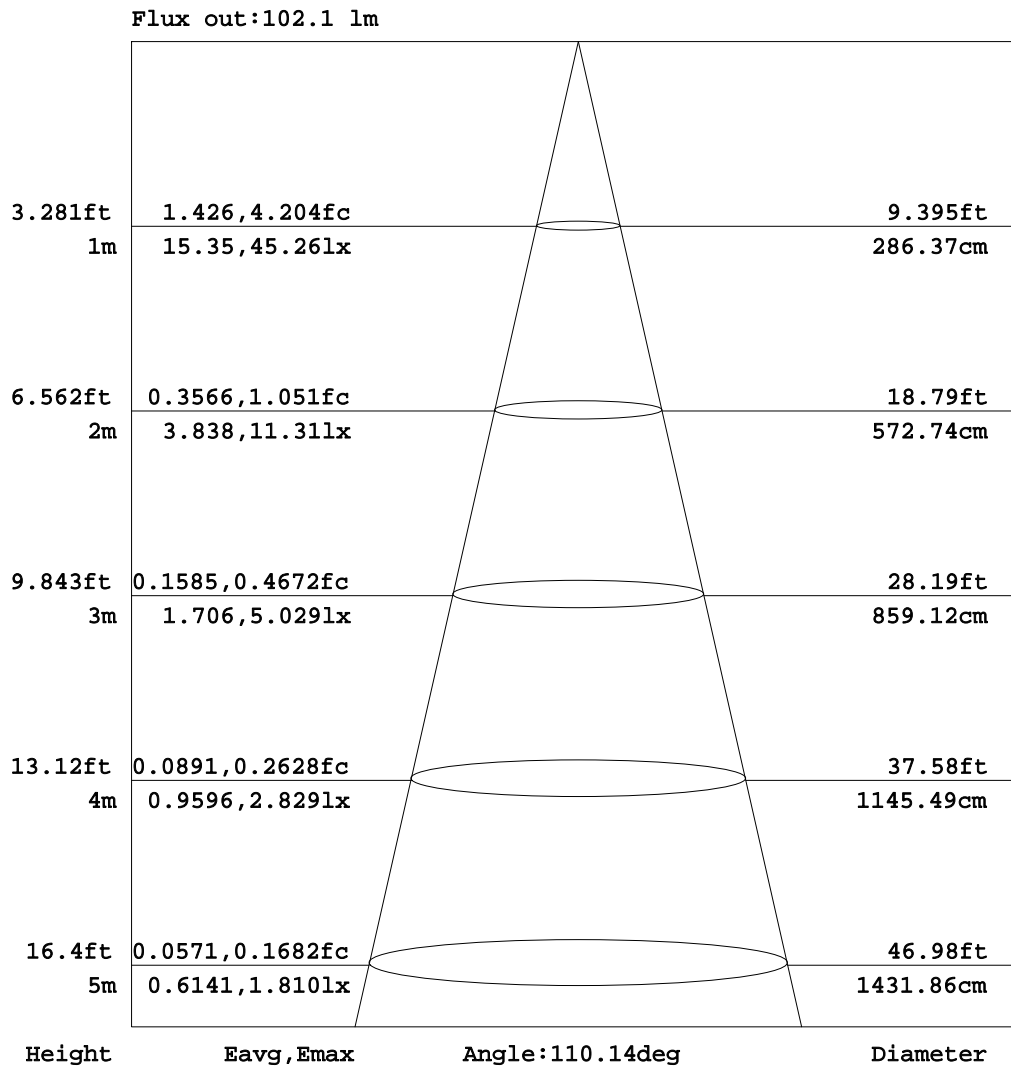 Flux out:102.1 lm
3.281ft 1.426,4.204fc 9.395ft
1m 15.35,45.26lx 286.37cm
6.562ft 0.3566,1.051fc 18.79ft
2m 3.838,11.31lx 572.74cm
9.843ft 0.1585,0.4672fc 28.19ft
3m 1.706,5.029lx 859.12cm
13.12ft 0.0891,0.2628fc 37.58ft
4m 0.9596,2.829lx 1145.49cm
16.4ft 0.0571,0.1682fc 46.98ft
5m 0.6141,1.810lx 1431.86cm
Height Eavg,Emax Angle:110.14deg Diameter